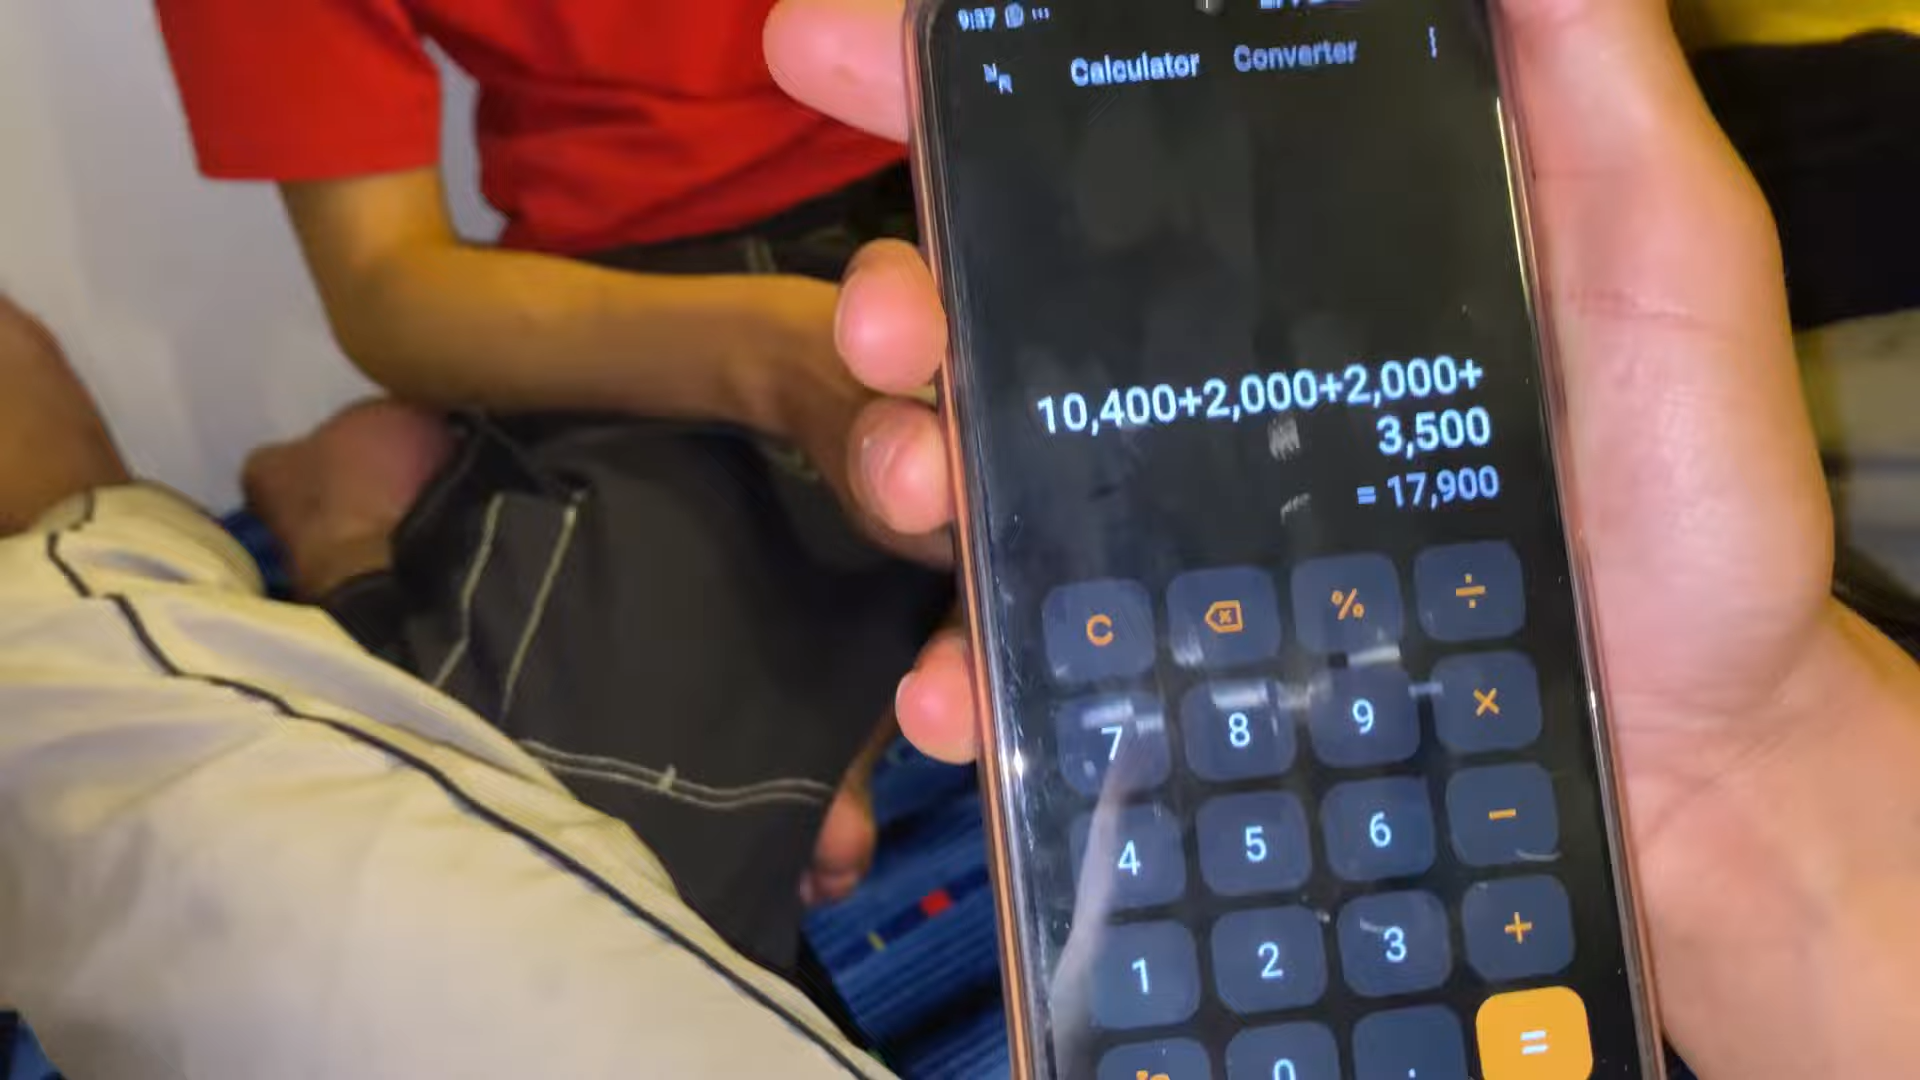 9:37
Calculator Converter
10,400+2,000+2,000+
3,500
= 17,900
C % ÷
7 8 9 ×
4 5 6 −
1 2 3 +
0 . =